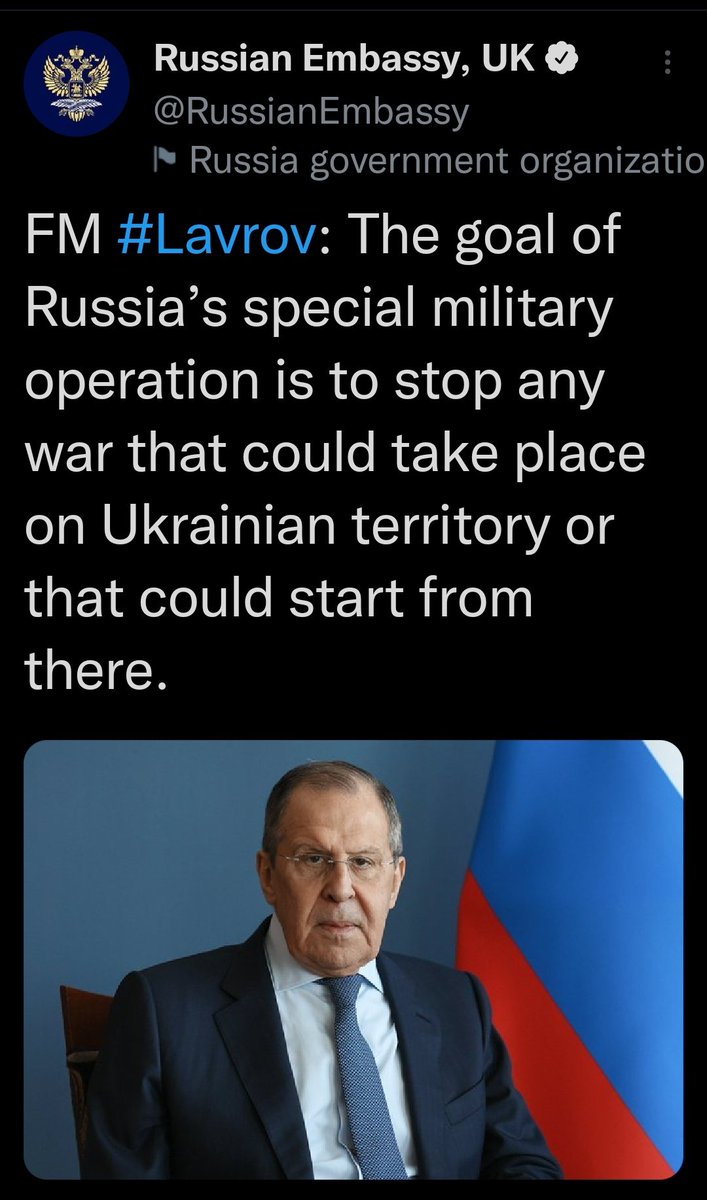 Russian Embassy, UK
@RussianEmbassy
Russia government organizatio
FM #Lavrov: The goal of
Russia’s special military
operation is to stop any
war that could take place
on Ukrainian territory or
that could start from
there.